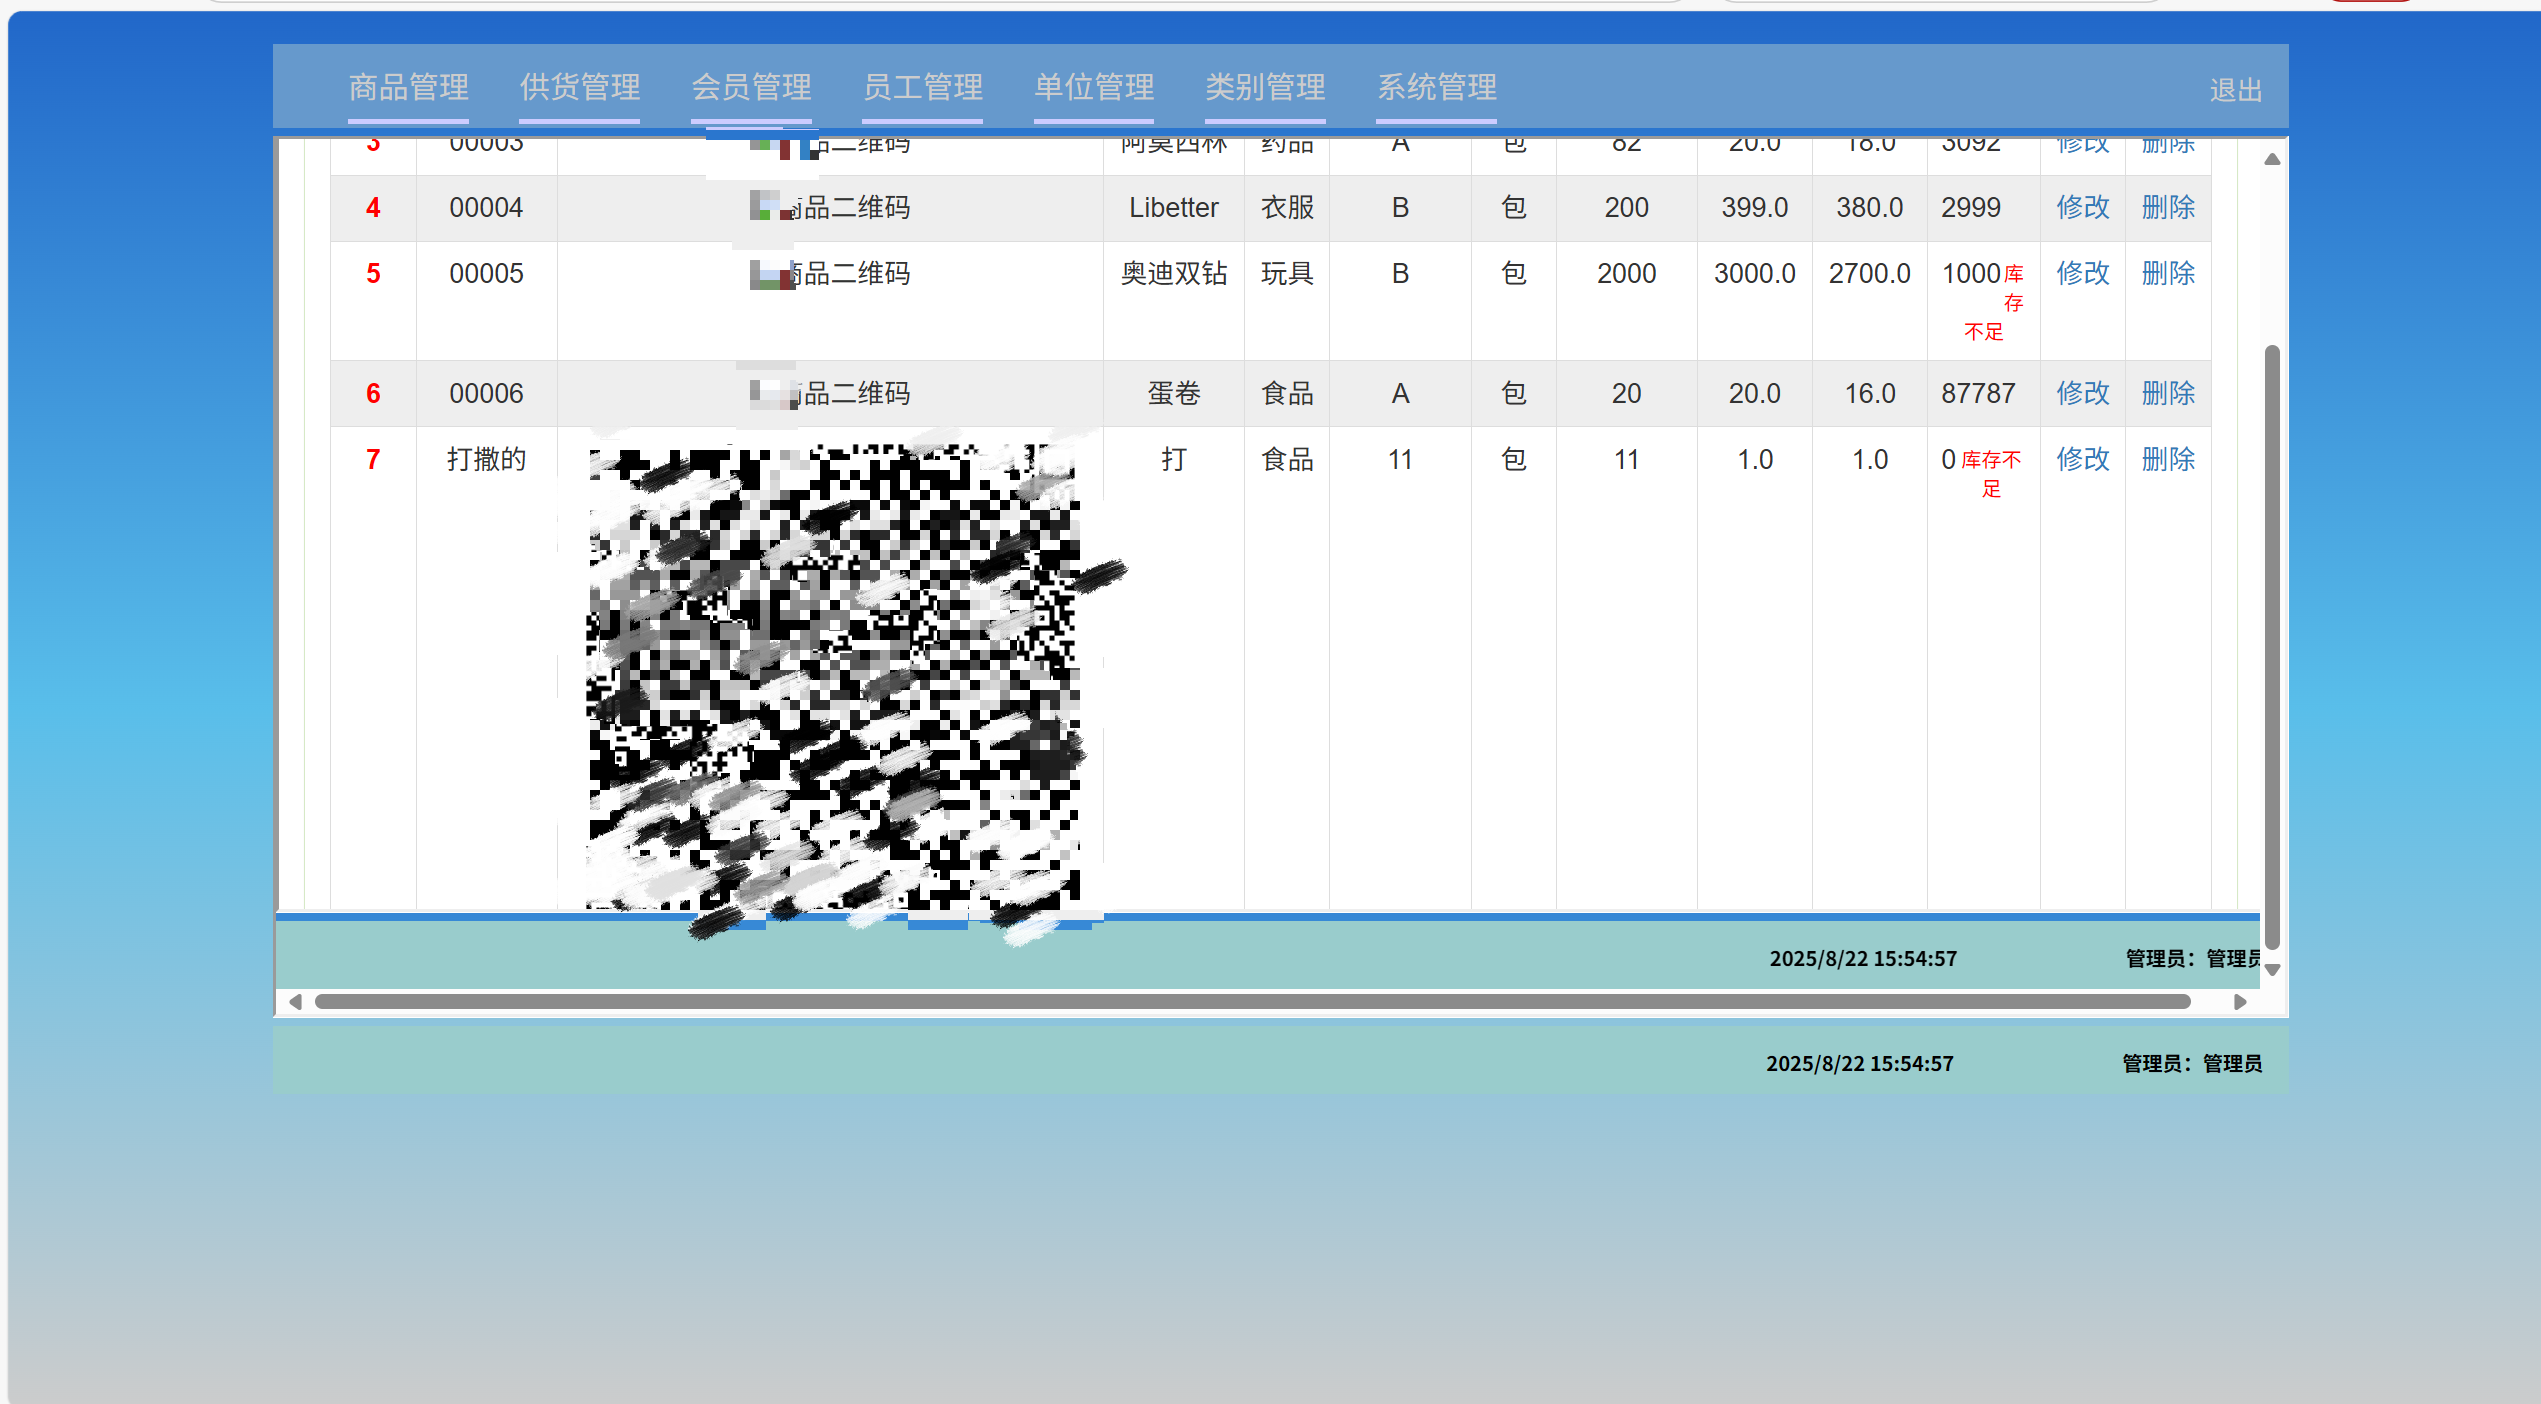 商品管理 供货管理 会员管理 员工管理 单位管理 类别管理 系统管理 退出
3 00003 品二维码 阿莫西林 药品 A 包 82 20.0 18.0 3092 修改 删除
4 00004 商品二维码 Libetter 衣服 B 包 200 399.0 380.0 2999 修改 删除
5 00005 商品二维码 奥迪双钻 玩具 B 包 2000 3000.0 2700.0 1000 库
存
不足 修改 删除
6 00006 品二维码 蛋卷 食品 A 包 20 20.0 16.0 87787 修改 删除
7 打撒的 打 食品 11 包 11 1.0 1.0 0 库存不
足 修改 删除
2025/8/22 15:54:57 管理员：管理员
2025/8/22 15:54:57 管理员：管理员